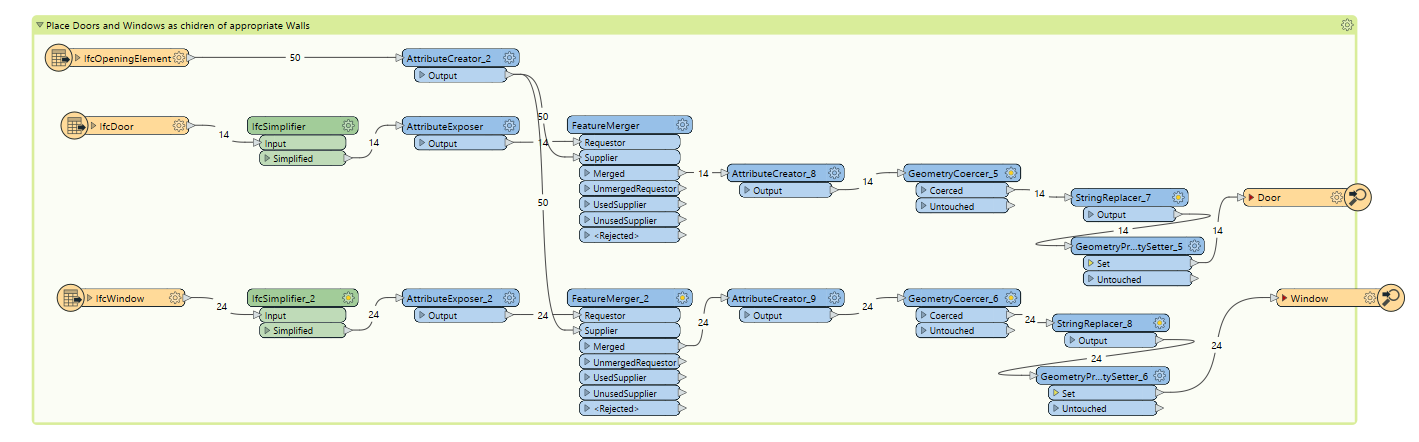 Place Doors and Windows as chidren of appropriate Walls
IfcOpeningElement
50
AttributeCreator_2
Output
50
IfcDoor
14
IfcSimplifier
Input
Simplified
14
AttributeExposer
Output
14
FeatureMerger
Requestor
Supplier
Merged
UnmergedRequestor
UsedSupplier
UnusedSupplier
<Rejected>
14
AttributeCreator_8
Output
14
GeometryCoercer_5
Coerced
Untouched
14
StringReplacer_7
Output
14
GeometryPr...tySetter_5
Set
Untouched
14
Door
50
IfcWindow
24
IfcSimplifier_2
Input
Simplified
24
AttributeExposer_2
Output
24
FeatureMerger_2
Requestor
Supplier
Merged
UnmergedRequestor
UsedSupplier
UnusedSupplier
<Rejected>
24
AttributeCreator_9
Output
24
GeometryCoercer_6
Coerced
Untouched
24
StringReplacer_8
Output
24
GeometryPr...tySetter_6
Set
Untouched
24
Window